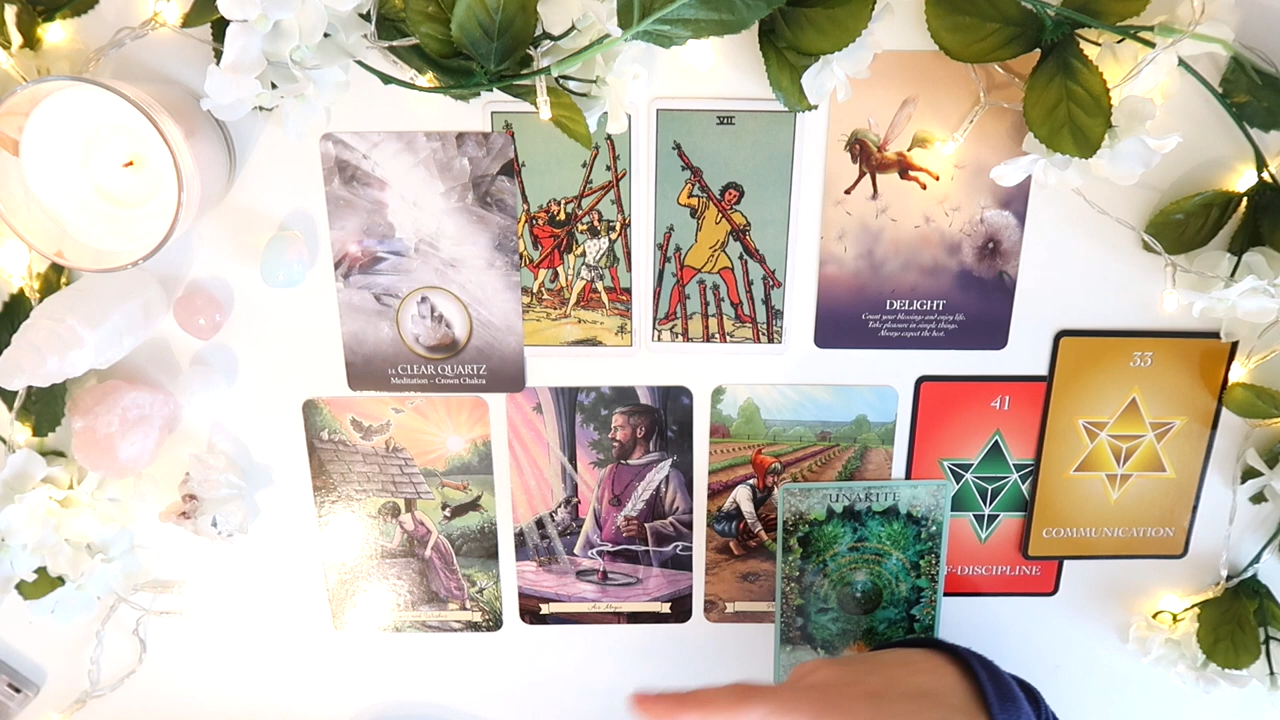 VII
14 CLEAR QUARTZ
Meditation – Crown Chakra
DELIGHT
Count your blessings and enjoy life.
Take pleasure in simple things.
Always expect the best.
41
F-DISCIPLINE
33
COMMUNICATION
UNAKITE